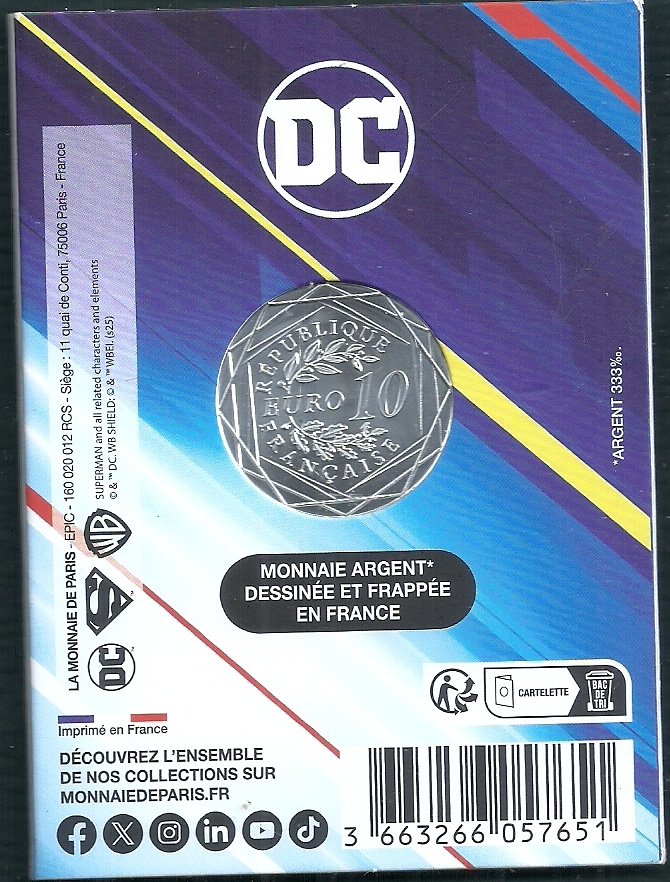 DC
LA MONNAIE DE PARIS - EPIC - 160 020 012 RCS - Siège : 11 quai de Conti, 75006 Paris - France
SUPERMAN and all related characters and elements
© & ™ DC. WB SHIELD: © & ™ WBEI. (s25)
WB
S
DC
RÉPUBLIQUE
EURO 10
FRANÇAISE
*ARGENT 333‰.
MONNAIE ARGENT*
DESSINÉE ET FRAPPÉE
EN FRANCE
CARTELETTE
BAC
DE
TRI
Imprimé en France
DÉCOUVREZ L'ENSEMBLE
DE NOS COLLECTIONS SUR
MONNAIEDEPARIS.FR
3 663266 057651